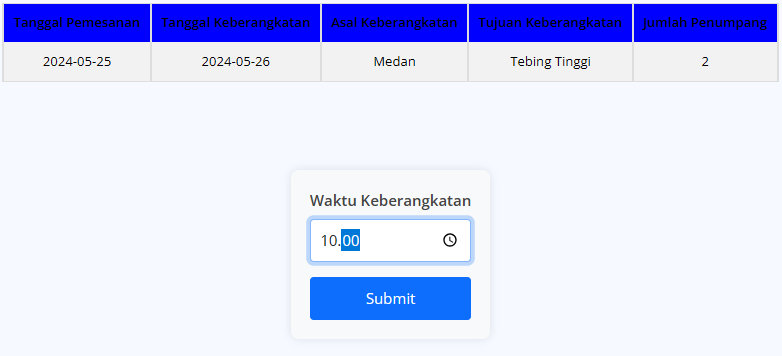 Tanggal Pemesanan Tanggal Keberangkatan Asal Keberangkatan Tujuan Keberangkatan Jumlah Penumpang
2024-05-25 2024-05-26 Medan Tebing Tinggi 2
Waktu Keberangkatan
10.00
Submit